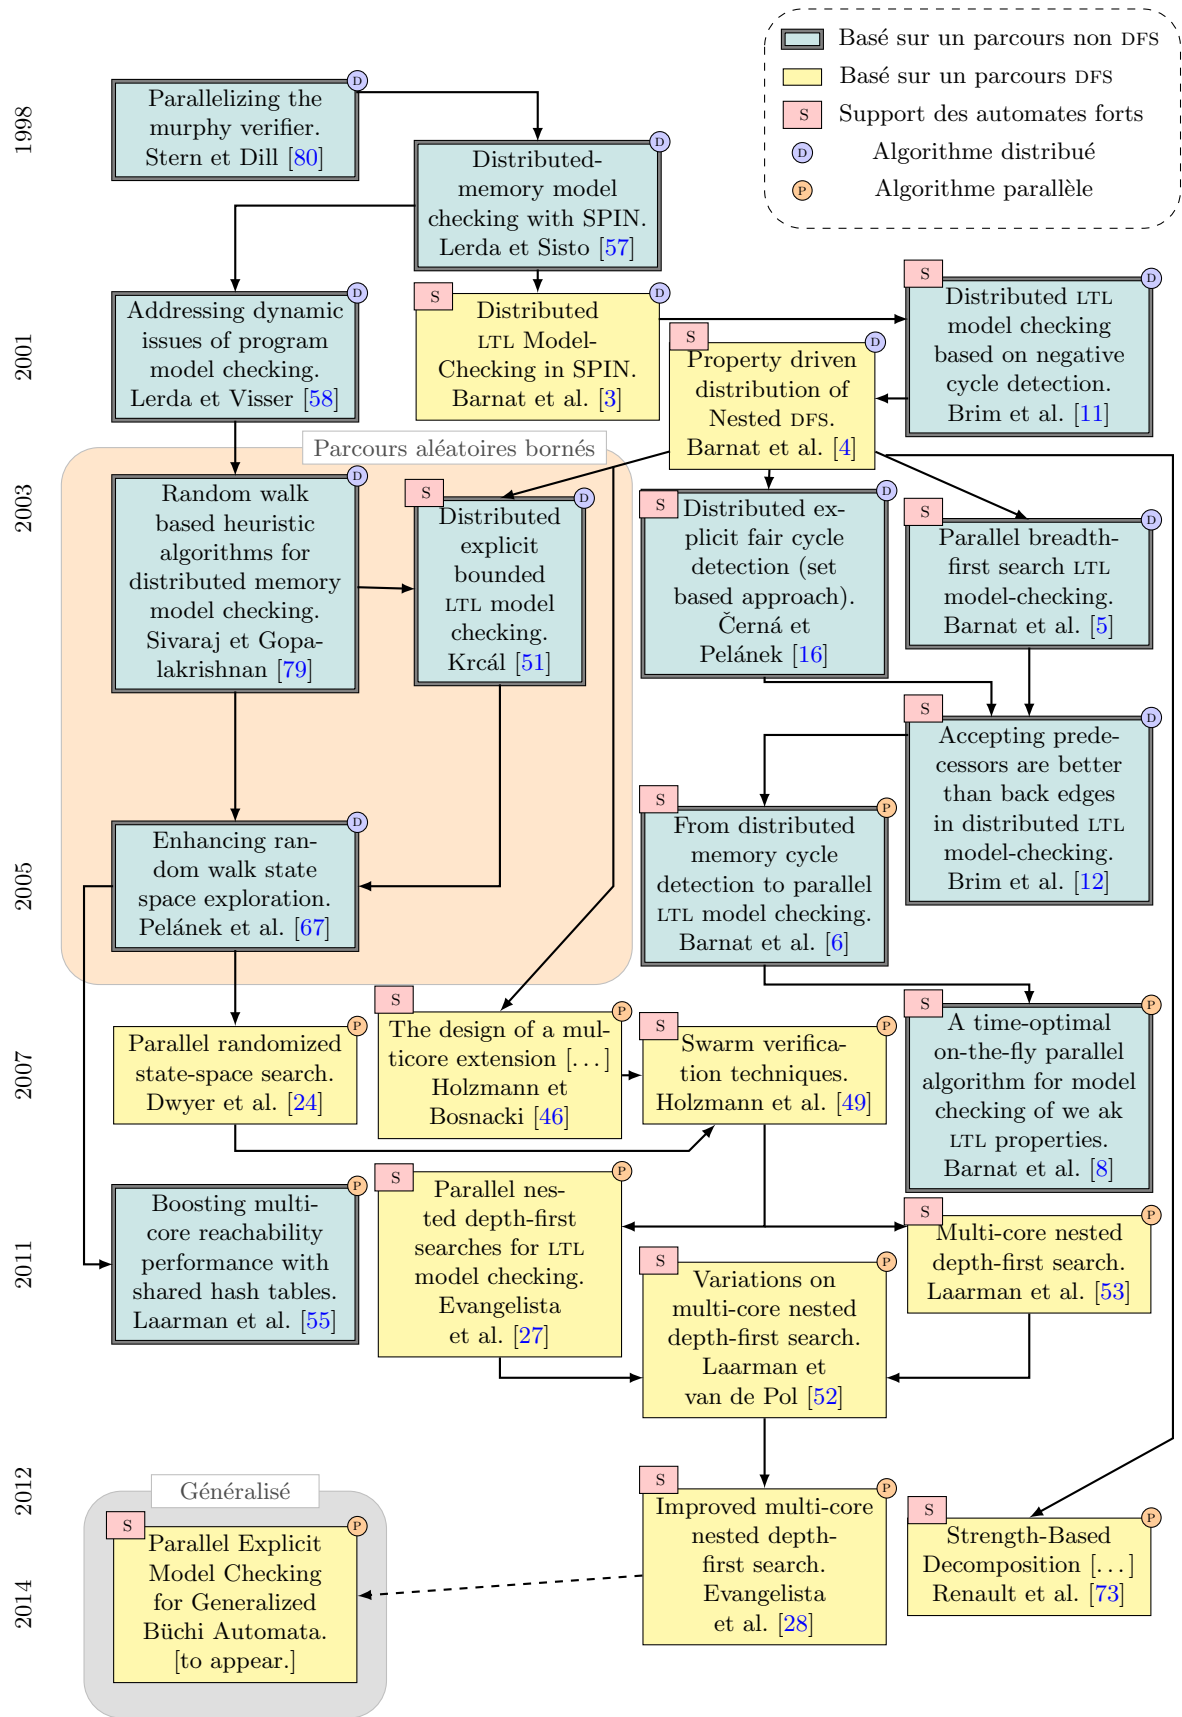 Basé sur un parcours non DFS
Basé sur un parcours DFS
S Support des automates forts
D Algorithme distribué
P Algorithme parallèle
1998
D
Parallelizing the
murphy verifier.
Stern et Dill [80]
D
Distributed-
memory model
checking with SPIN.
Lerda et Sisto [57]
2001
D
Addressing dynamic
issues of program
model checking.
Lerda et Visser [58]
S
D
Distributed
LTL Model-
Checking in SPIN.
Barnat et al. [3]
S
D
Property driven
distribution of
Nested DFS.
Barnat et al. [4]
S
D
Distributed LTL
model checking
based on negative
cycle detection.
Brim et al. [11]
Parcours aléatoires bornés
2003
D
Random walk
based heuristic
algorithms for
distributed memory
model checking.
Sivaraj et Gopa-
lakrishnan [79]
S
D
Distributed
explicit
bounded
LTL model
checking.
Krcál [51]
S
D
Distributed ex-
plicit fair cycle
detection (set
based approach).
Černá et
Pelánek [16]
S
D
Parallel breadth-
first search LTL
model-checking.
Barnat et al. [5]
S
D
Accepting prede-
cessors are better
than back edges
in distributed LTL
model-checking.
Brim et al. [12]
2005
D
Enhancing ran-
dom walk state
space exploration.
Pelánek et al. [67]
S
P
From distributed
memory cycle
detection to parallel
LTL model checking.
Barnat et al. [6]
2007
P
Parallel randomized
state-space search.
Dwyer et al. [24]
S
P
The design of a mul-
ticore extension [...]
Holzmann et
Bosnacki [46]
S
P
Swarm verifica-
tion techniques.
Holzmann et al. [49]
S
P
A time-optimal
on-the-fly parallel
algorithm for model
checking of we ak
LTL properties.
Barnat et al. [8]
2011
P
Boosting multi-
core reachability
performance with
shared hash tables.
Laarman et al. [55]
S
P
Parallel nes-
ted depth-first
searches for LTL
model checking.
Evangelista
et al. [27]
S
P
Variations on
multi-core nested
depth-first search.
Laarman et
van de Pol [52]
S
P
Multi-core nested
depth-first search.
Laarman et al. [53]
2012
Généralisé
2014
S
P
Parallel Explicit
Model Checking
for Generalized
Büchi Automata.
[to appear.]
S
P
Improved multi-core
nested depth-
first search.
Evangelista
et al. [28]
S
P
Strength-Based
Decomposition [...]
Renault et al. [73]